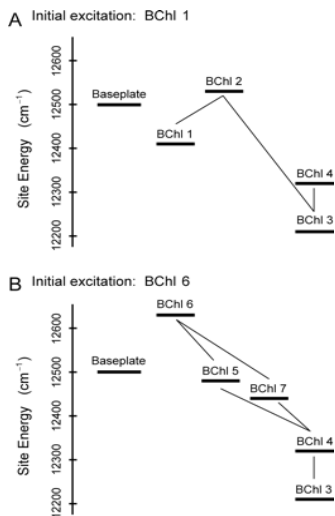 A Initial excitation: BChl 1
Site Energy (cm⁻¹)
12600
12500
12400
12300
12200
Baseplate
BChl 1
BChl 2
BChl 4
BChl 3
B Initial excitation: BChl 6
Site Energy (cm⁻¹)
12600
12500
12400
12300
12200
Baseplate
BChl 6
BChl 5
BChl 7
BChl 4
BChl 3